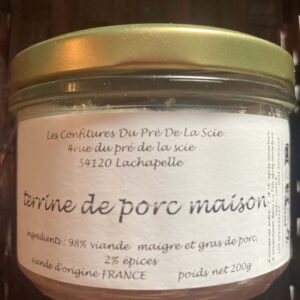 Les Confitures Du Pré De La Scie
4rue du pré de la scie
54120 Lachapelle
terrine de porc maison
ingredients : 98% viande maigre et gras de porc,
2% épices
viande d'origine FRANCE poids net 200g